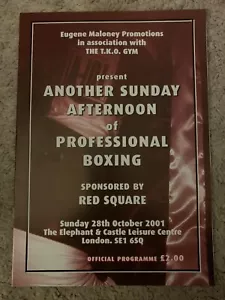 Eugene Maloney Promotions
in association with
THE T.K.O. GYM
present
ANOTHER SUNDAY
AFTERNOON
of
PROFESSIONAL
BOXING
SPONSORED BY
RED SQUARE
Sunday 28th October 2001
The Elephant & Castle Leisure Centre
London. SE1 6SQ
OFFICIAL PROGRAMME £2.00